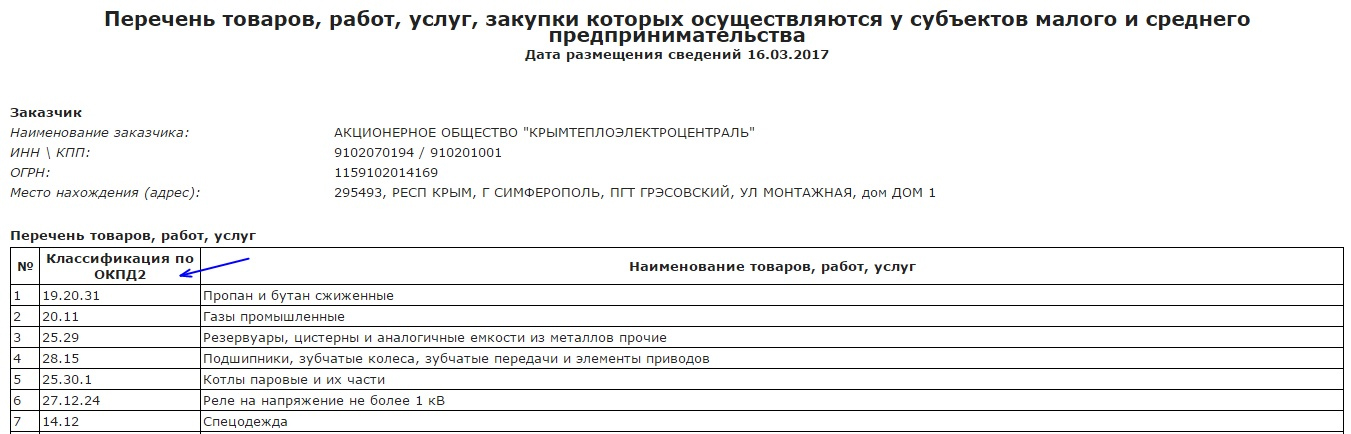 Перечень товаров, работ, услуг, закупки которых осуществляются у субъектов малого и среднего
предпринимательства
Дата размещения сведений 16.03.2017
Заказчик
Наименование заказчика: АКЦИОНЕРНОЕ ОБЩЕСТВО "КРЫМТЕПЛОЭЛЕКТРОЦЕНТРАЛЬ"
ИНН \ КПП: 9102070194 / 910201001
ОГРН: 1159102014169
Место нахождения (адрес): 295493, РЕСП КРЫМ, Г СИМФЕРОПОЛЬ, ПГТ ГРЭСОВСКИЙ, УЛ МОНТАЖНАЯ, дом ДОМ 1
Перечень товаров, работ, услуг
№ Классификация по ОКПД2 Наименование товаров, работ, услуг
1 19.20.31 Пропан и бутан сжиженные
2 20.11 Газы промышленные
3 25.29 Резервуары, цистерны и аналогичные емкости из металлов прочие
4 28.15 Подшипники, зубчатые колеса, зубчатые передачи и элементы приводов
5 25.30.1 Котлы паровые и их части
6 27.12.24 Реле на напряжение не более 1 кВ
7 14.12 Спецодежда